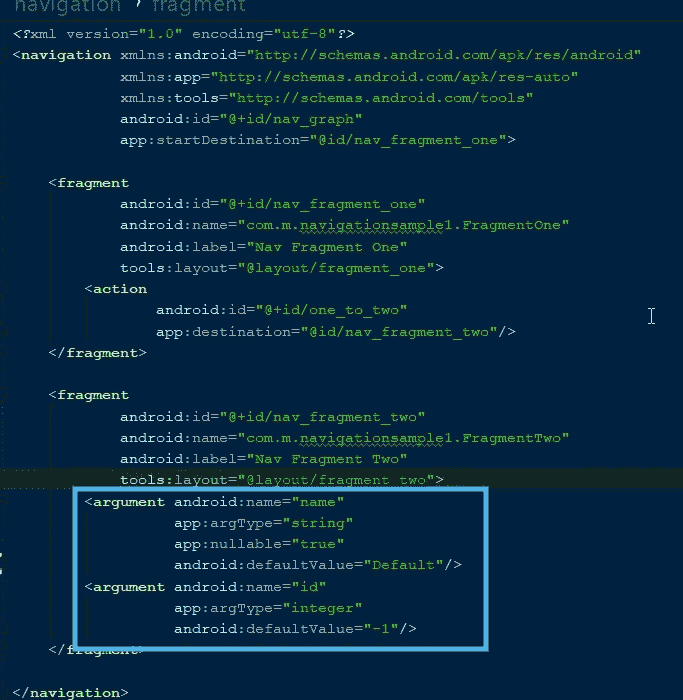 navigation › fragment
<?xml version="1.0" encoding="utf-8"?>
<navigation xmlns:android="http://schemas.android.com/apk/res/android"
xmlns:app="http://schemas.android.com/apk/res-auto"
xmlns:tools="http://schemas.android.com/tools"
android:id="@+id/nav_graph"
app:startDestination="@id/nav_fragment_one">
<fragment
android:id="@+id/nav_fragment_one"
android:name="com.m.navigationsample1.FragmentOne"
android:label="Nav Fragment One"
tools:layout="@layout/fragment_one">
<action
android:id="@+id/one_to_two"
app:destination="@id/nav_fragment_two"/>
</fragment>
<fragment
android:id="@+id/nav_fragment_two"
android:name="com.m.navigationsample1.FragmentTwo"
android:label="Nav Fragment Two"
tools:layout="@layout/fragment_two">
<argument android:name="name"
app:argType="string"
app:nullable="true"
android:defaultValue="Default"/>
<argument android:name="id"
app:argType="integer"
android:defaultValue="-1"/>
</fragment>
</navigation>